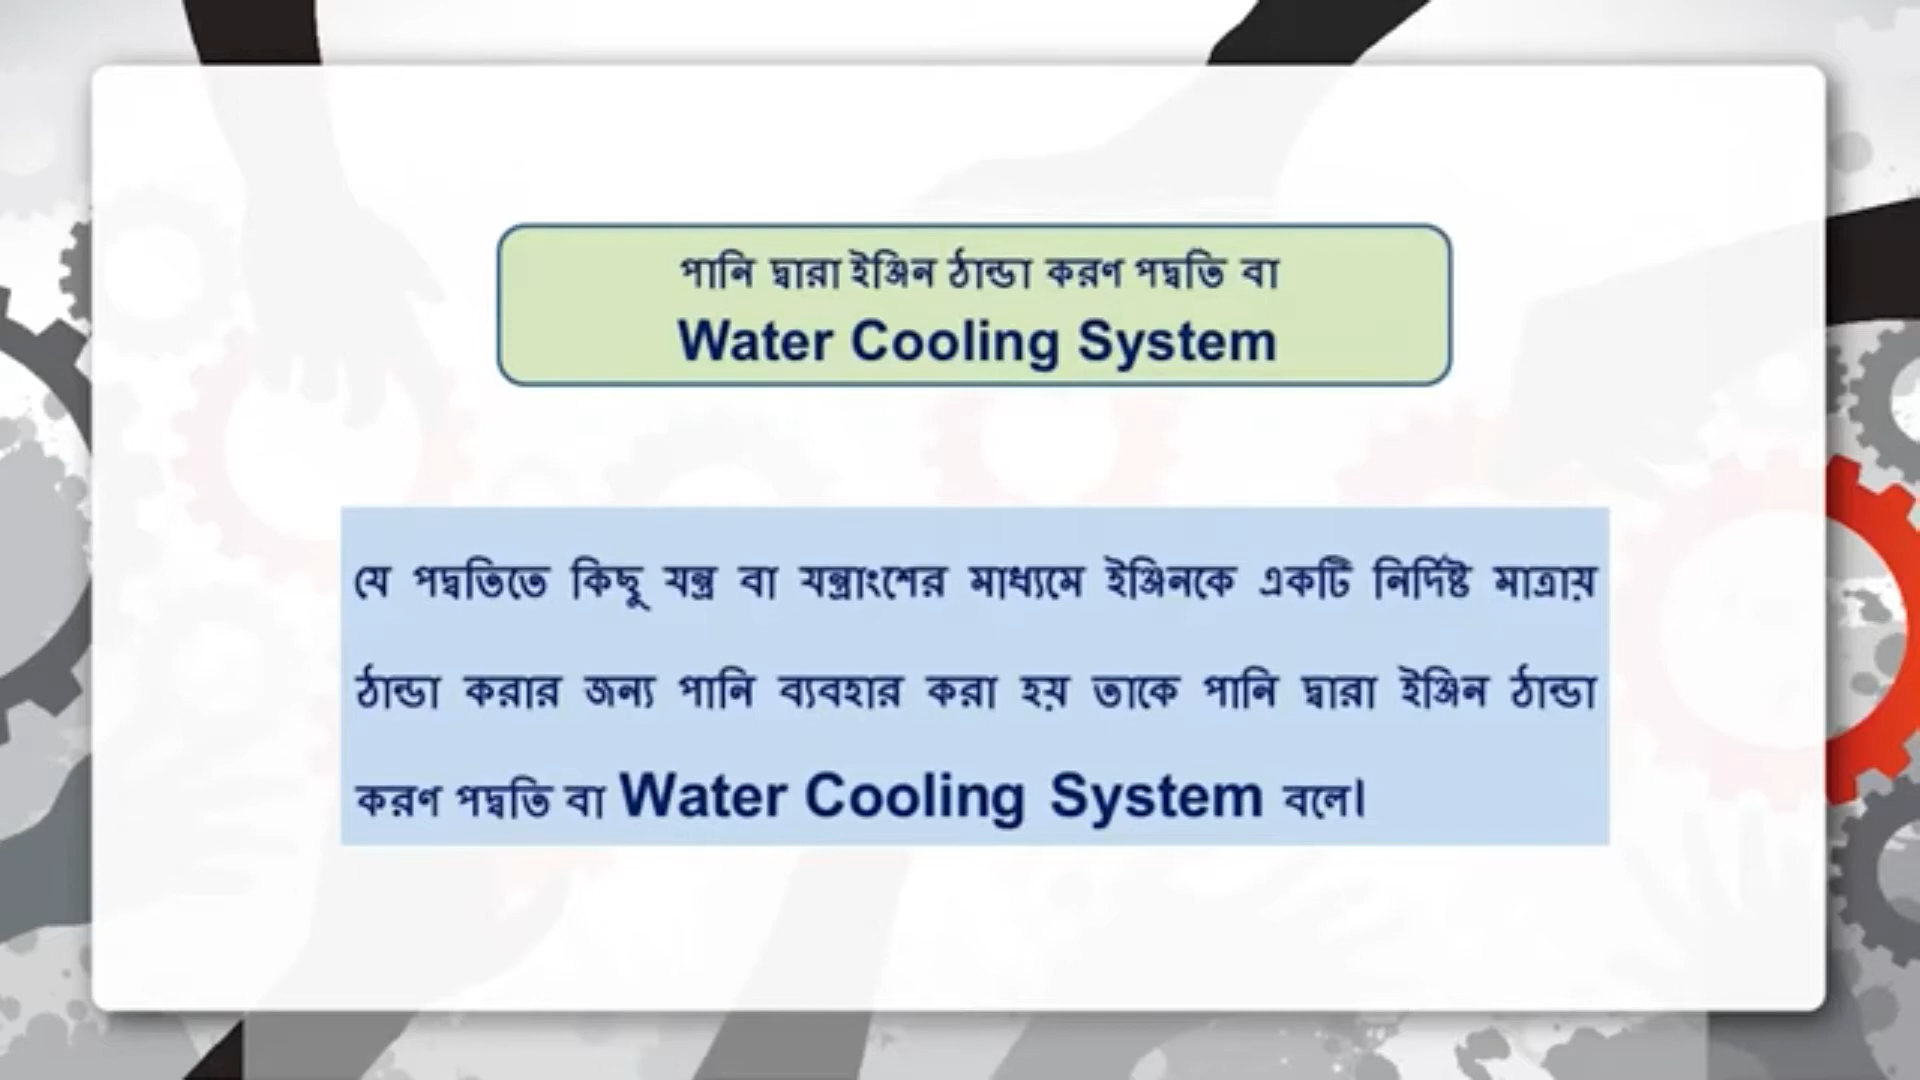 পানি দ্বারা ইঞ্জিন ঠান্ডা করণ পদ্বতি বা
Water Cooling System
যে পদ্বতিতে কিছু যন্ত্র বা যন্ত্রাংশের মাধ্যমে ইঞ্জিনকে একটি নির্দিষ্ট মাত্রায়
ঠান্ডা করার জন্য পানি ব্যবহার করা হয় তাকে পানি দ্বারা ইঞ্জিন ঠান্ডা
করণ পদ্বতি বা Water Cooling System বলে।